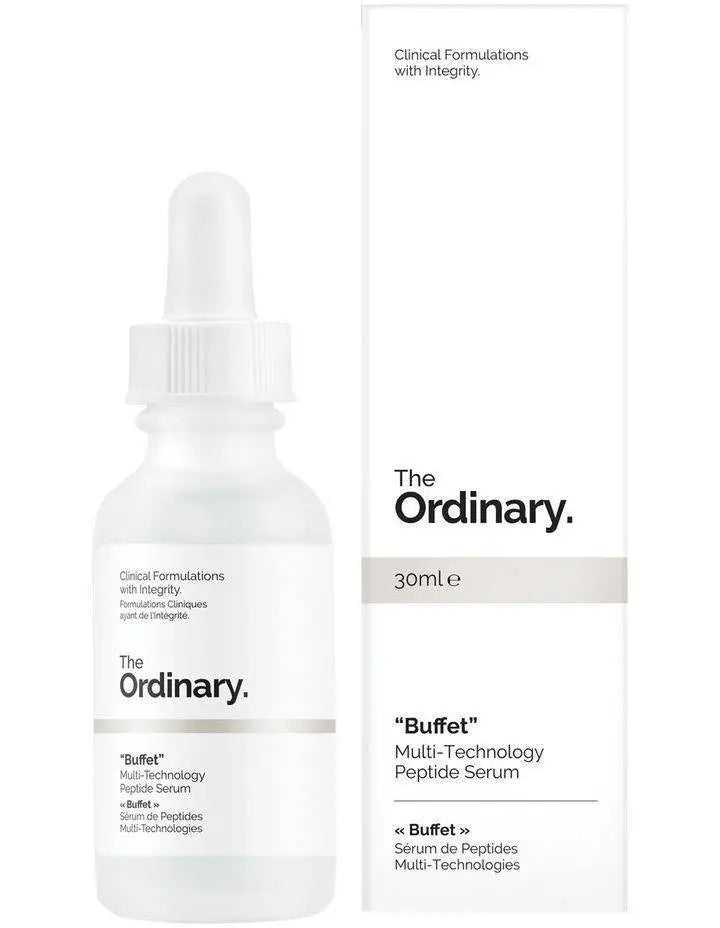 Clinical Formulations
with Integrity.
The
Ordinary.
30ml ℮
“Buffet”
Multi-Technology
Peptide Serum
« Buffet »
Sérum de Peptides
Multi-Technologies
Clinical Formulations
with Integrity.
Formulations Cliniques
ayant de l'Intégrité.
The
Ordinary.
“Buffet”
Multi-Technology
Peptide Serum
« Buffet »
Sérum de Peptides
Multi-Technologies